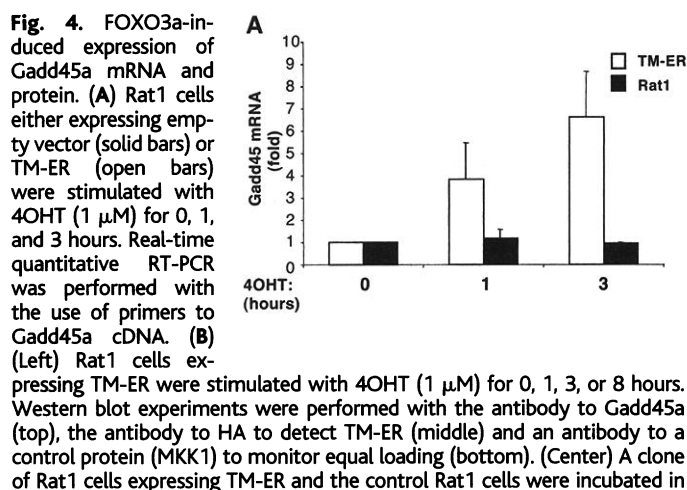 Fig. 4. FOXO3a-in-
duced expression of
Gadd45a mRNA and
protein. (A) Rat1 cells
either expressing emp-
ty vector (solid bars) or
TM-ER (open bars)
were stimulated with
4OHT (1 μM) for 0, 1,
and 3 hours. Real-time
quantitative RT-PCR
was performed with
the use of primers to
Gadd45a cDNA. (B)
(Left) Rat1 cells ex-
pressing TM-ER were stimulated with 4OHT (1 μM) for 0, 1, 3, or 8 hours.
Western blot experiments were performed with the antibody to Gadd45a
(top), the antibody to HA to detect TM-ER (middle) and an antibody to a
control protein (MKK1) to monitor equal loading (bottom). (Center) A clone
of Rat1 cells expressing TM-ER and the control Rat1 cells were incubated in
A
Gadd45 mRNA
(fold)
10
9
8
7
6
5
4
3
2
1
0
TM-ER
Rat1
4OHT: 0 1 3
(hours)